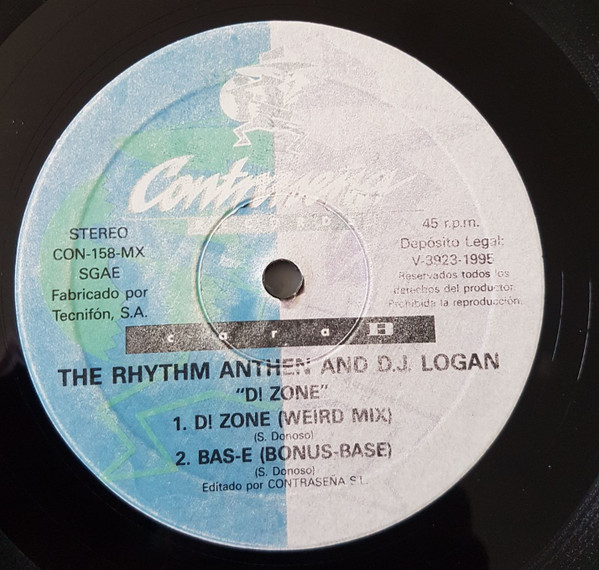 Contraseña
RECORDS
STEREO
CON-158-MX
SGAE
Fabricado por
Tecnifón, S.A.
45 r.p.m.
Depósito Legal:
V-3923-1995
Reservados todos los
derechos del productor.
Prohibida la reproducción.
cara B
THE RHYTHM ANTHEN AND D.J. LOGAN
"D! ZONE"
1. D! ZONE (WEIRD MIX)
(S. Donoso)
2. BAS-E (BONUS-BASE)
(S. Donoso)
Editado por CONTRASEÑA S.L.